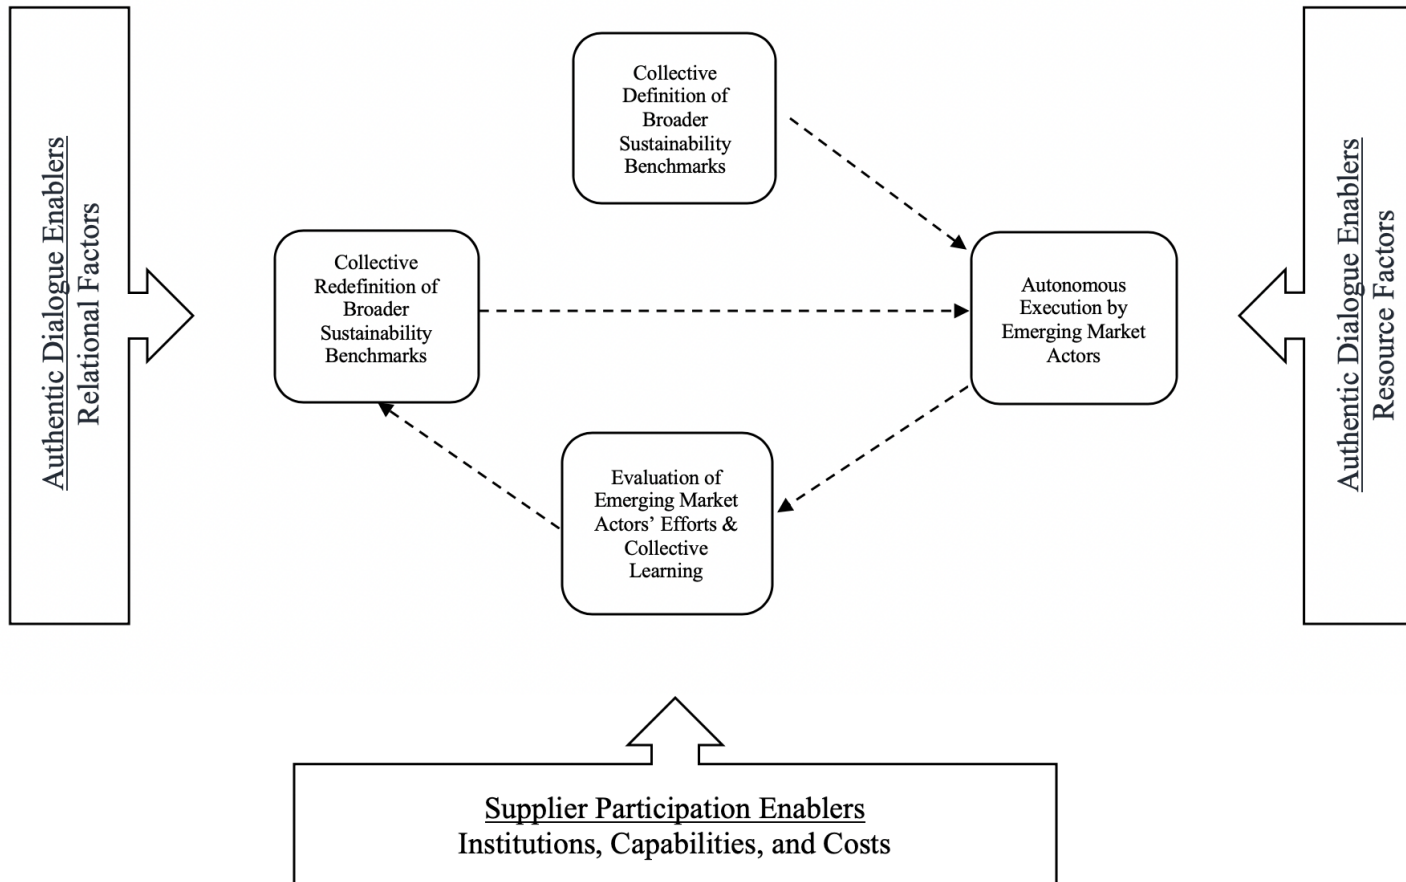 Authentic Dialogue Enablers
Relational Factors
Collective
Definition of
Broader
Sustainability
Benchmarks
Collective
Redefinition of
Broader
Sustainability
Benchmarks
Autonomous
Execution by
Emerging Market
Actors
Evaluation of
Emerging Market
Actors’ Efforts &
Collective
Learning
Authentic Dialogue Enablers
Resource Factors
Supplier Participation Enablers
Institutions, Capabilities, and Costs